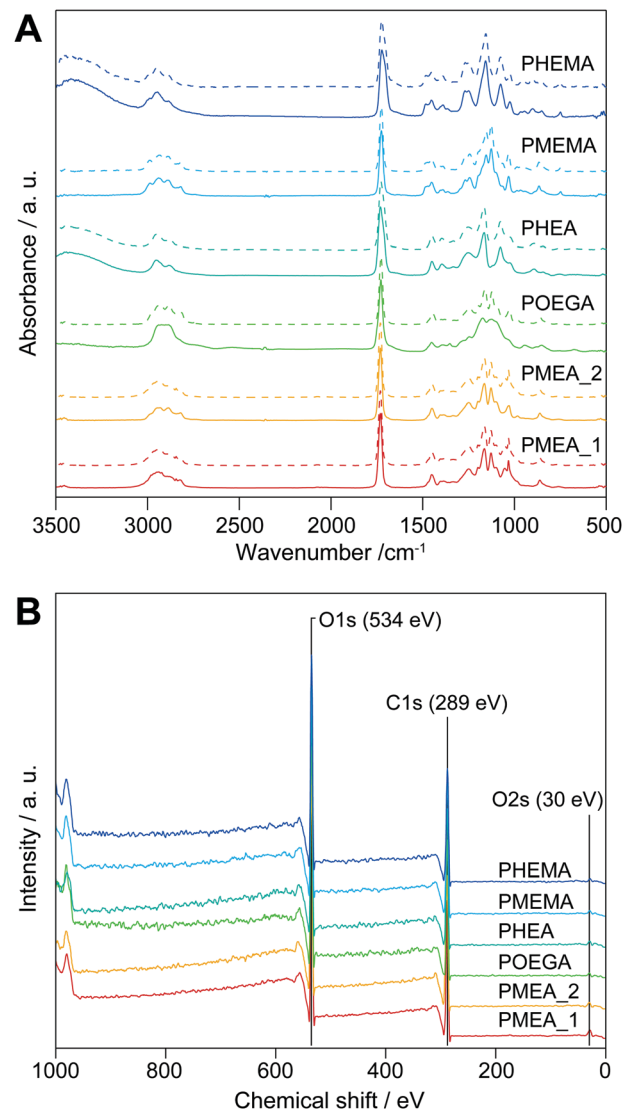 A
PHEMA
PMEMA
PHEA
POEGA
PMEA_2
PMEA_1
Absorbance / a. u.
3500 3000 2500 2000 1500 1000 500
Wavenumber /cm-1
B
O1s (534 eV)
C1s (289 eV)
O2s (30 eV)
PHEMA
PMEMA
PHEA
POEGA
PMEA_2
PMEA_1
Intensity / a. u.
1000 800 600 400 200 0
Chemical shift / eV